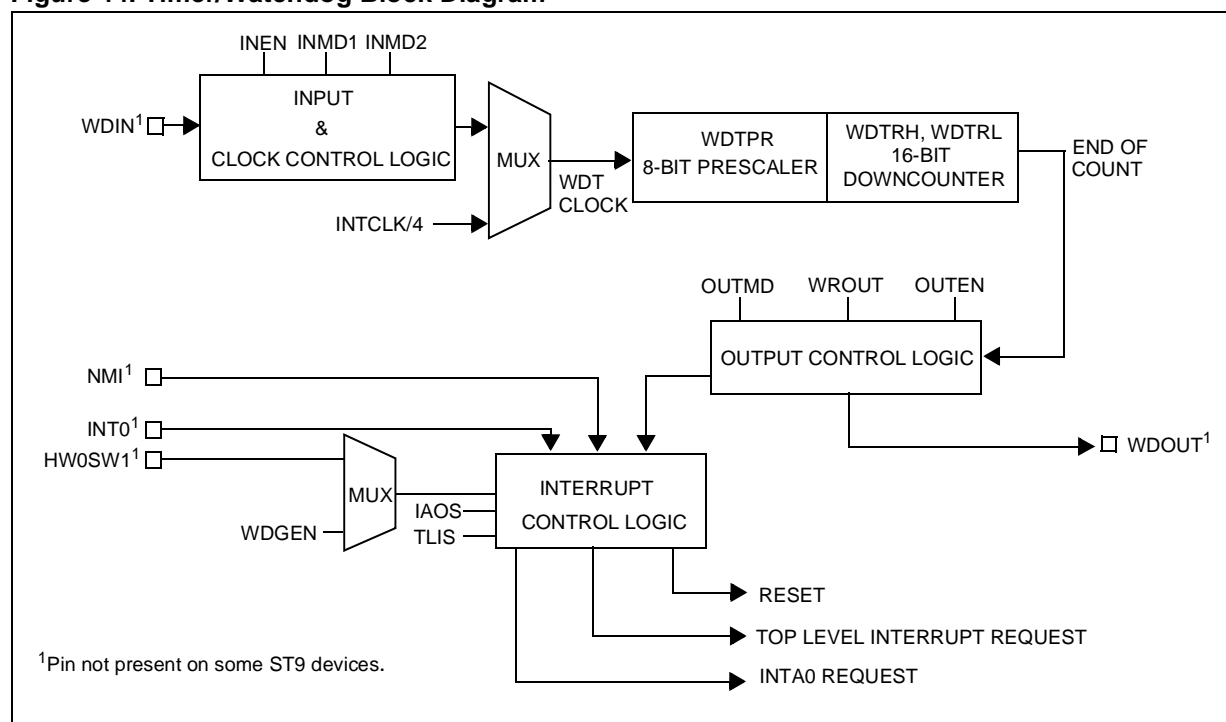 INEN INMD1 INMD2
INPUT
&
CLOCK CONTROL LOGIC
WDIN¹
MUX
WDT
CLOCK
INTCLK/4
WDTPR
8-BIT PRESCALER
WDTRH, WDTRL
16-BIT
DOWNCOUNTER
END OF
COUNT
OUTMD WROUT OUTEN
OUTPUT CONTROL LOGIC
NMI¹
INT0¹
HW0SW1¹
WDOUT¹
MUX
WDGEN
IAOS
TLIS
INTERRUPT
CONTROL LOGIC
RESET
TOP LEVEL INTERRUPT REQUEST
INTA0 REQUEST
¹Pin not present on some ST9 devices.